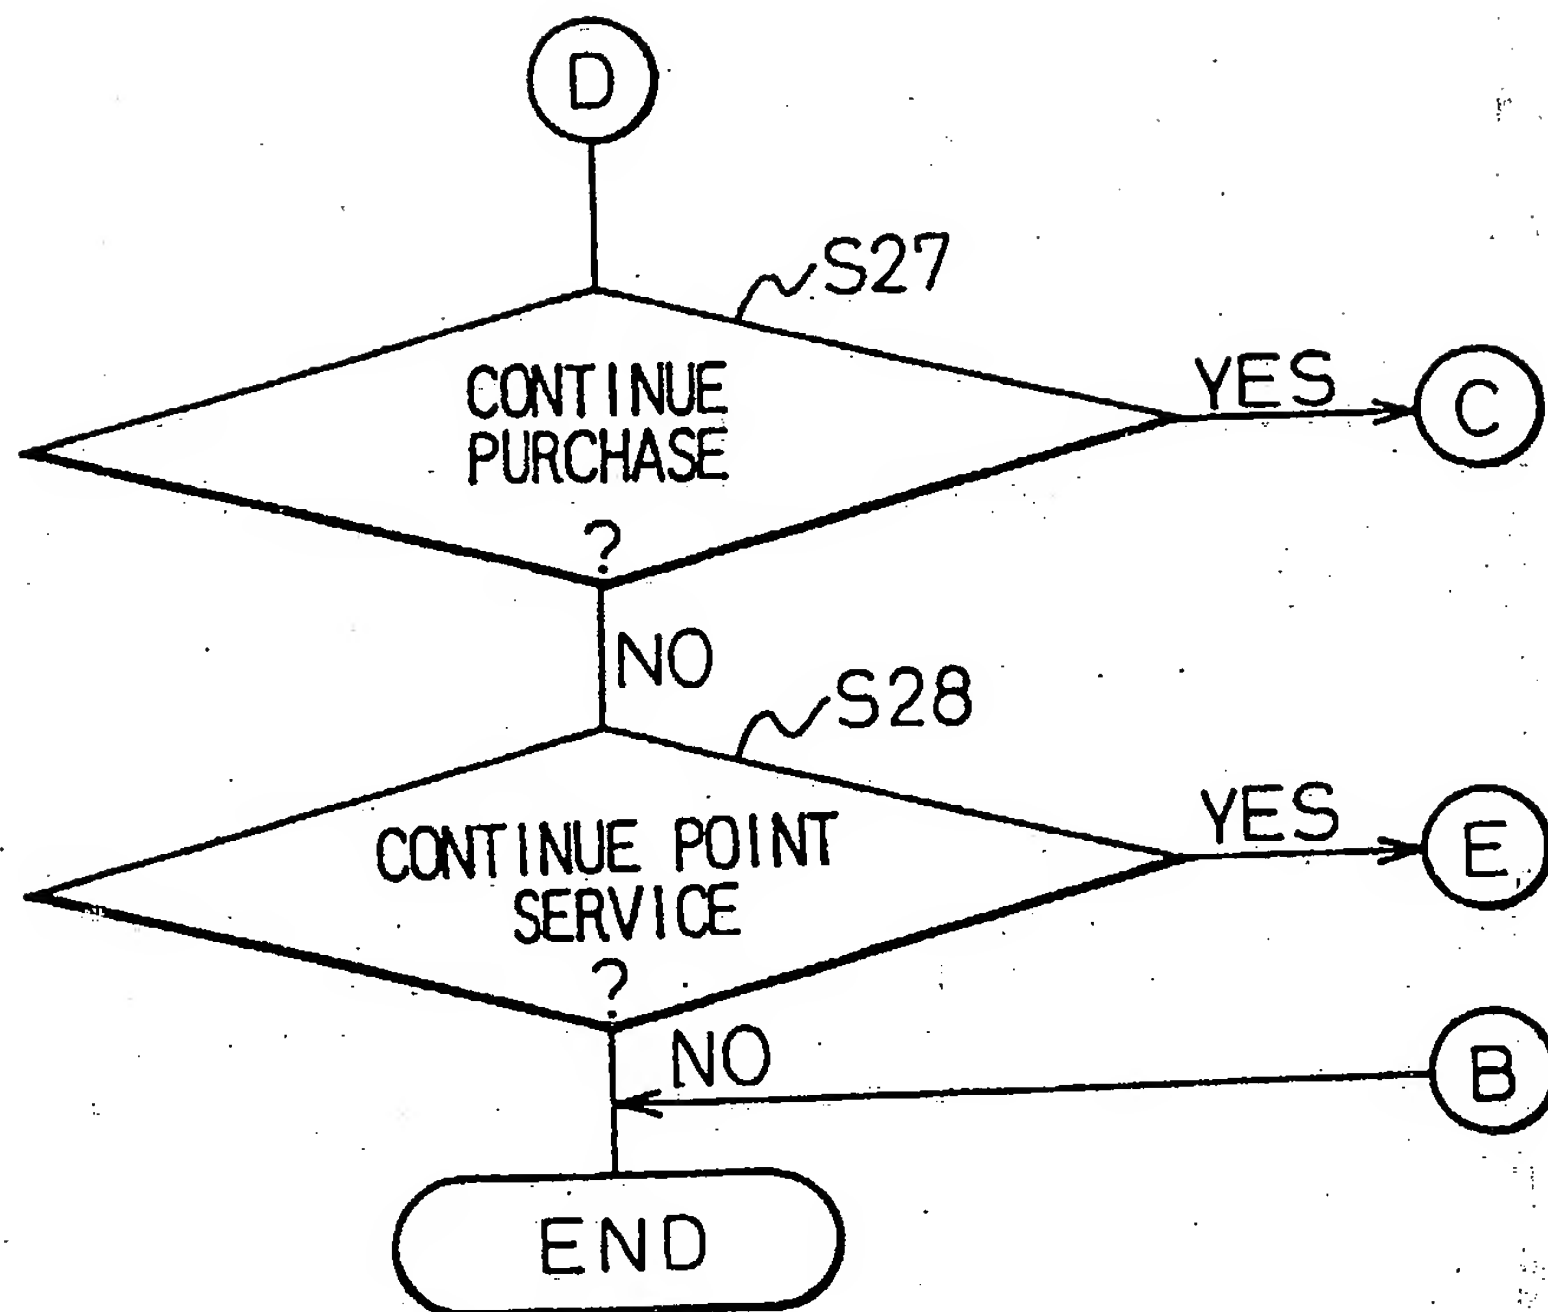 D
S27
CONTINUE
PURCHASE
?
YES
C
NO
S28
CONTINUE POINT
SERVICE
?
YES
E
NO
B
END